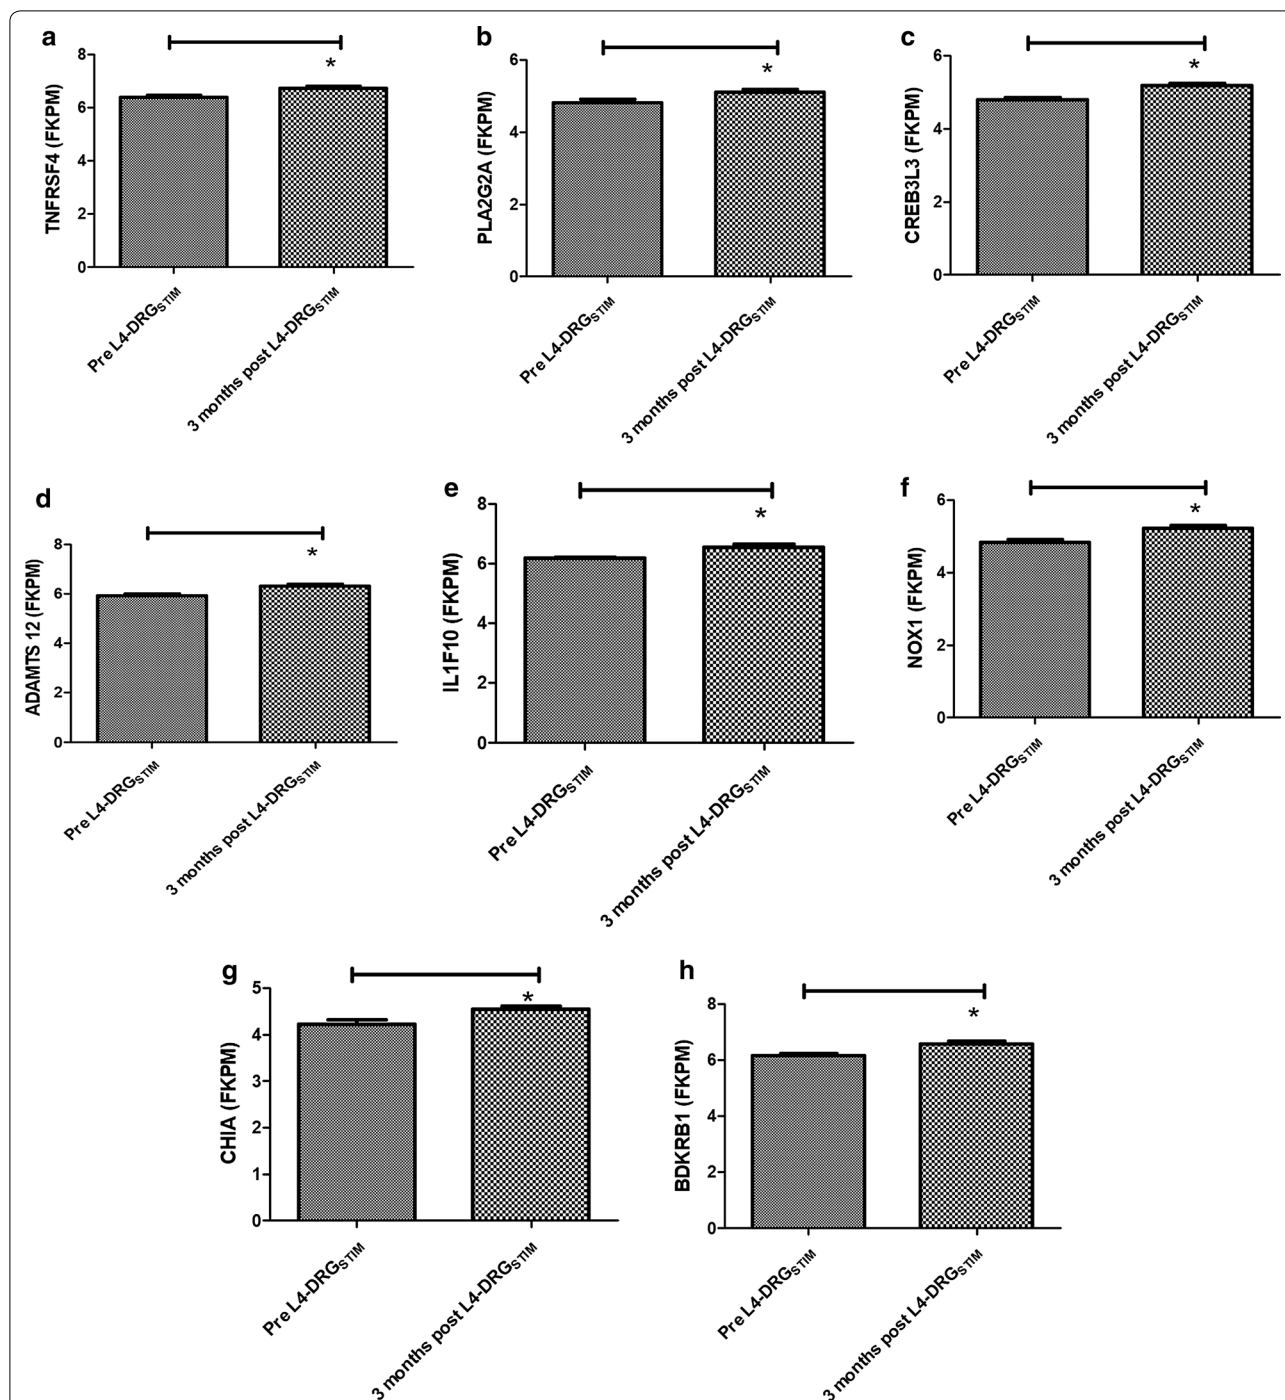 a
*
8
6
4
2
0
TNFRSF4 (FKPM)
Pre L4-DRGSTIM
3 months post L4-DRGSTIM
b
*
6
4
2
0
PLA2G2A (FKPM)
Pre L4-DRGSTIM
3 months post L4-DRGSTIM
c
*
6
4
2
0
CREB3L3 (FKPM)
Pre L4-DRGSTIM
3 months post L4-DRGSTIM
d
*
8
6
4
2
0
ADAMTS 12 (FKPM)
Pre L4-DRGSTIM
3 months post L4-DRGSTIM
e
*
8
6
4
2
0
IL1F10 (FKPM)
Pre L4-DRGSTIM
3 months post L4-DRGSTIM
f
*
6
4
2
0
NOX1 (FKPM)
Pre L4-DRGSTIM
3 months post L4-DRGSTIM
g
*
5
4
3
2
1
0
CHIA (FKPM)
Pre L4-DRGSTIM
3 months post L4-DRGSTIM
h
*
8
6
4
2
0
BDKRB1 (FKPM)
Pre L4-DRGSTIM
3 months post L4-DRGSTIM